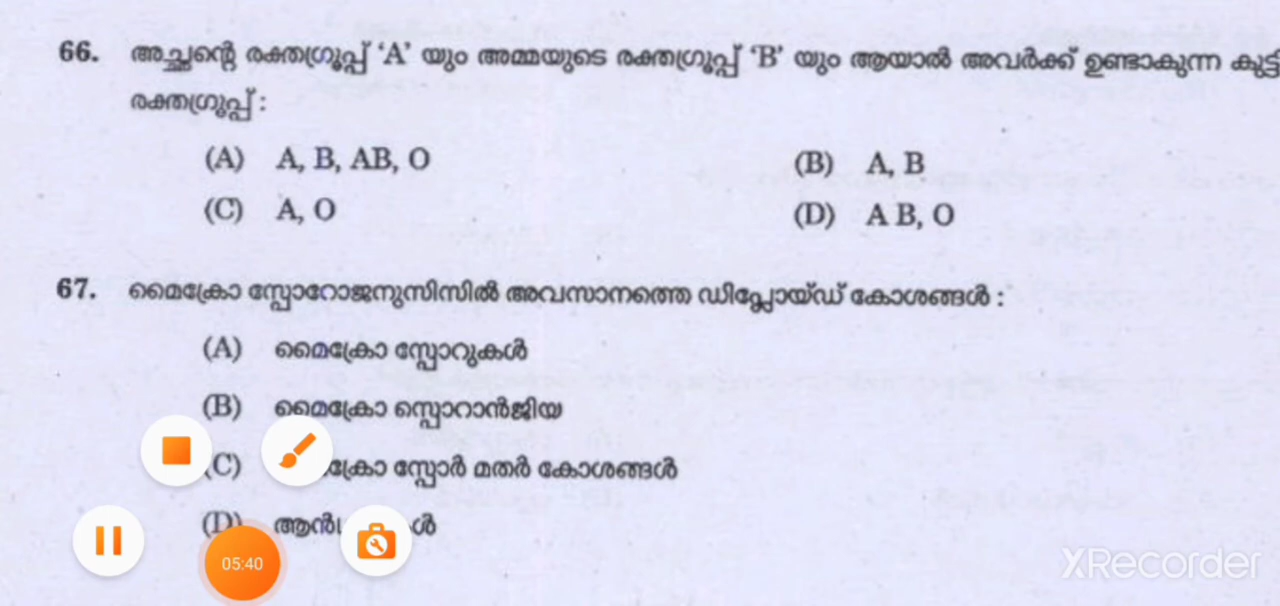 66. അച്ഛന്റെ രക്തഗ്രൂപ്പ് ‘A’ യും അമ്മയുടെ രക്തഗ്രൂപ്പ് ‘B’ യും ആയാൽ അവർക്ക് ഉണ്ടാകുന്ന
രക്തഗ്രൂപ്പ് :
(A) A, B, AB, O (B) A, B
(C) A, O (D) A B, O
67. മൈക്രോ സ്പോറോജനുസിസിൽ അവസാനത്തെ ഡിപ്ലോയ്ഡ് കോശങ്ങൾ :
(A) മൈക്രോ സ്പോറുകൾ
(B) മൈക്രോ സ്പൊറാൻജിയ
(C) സ്പോർ മതർ കോശങ്ങൾ
(D)
05:40
XRecorder